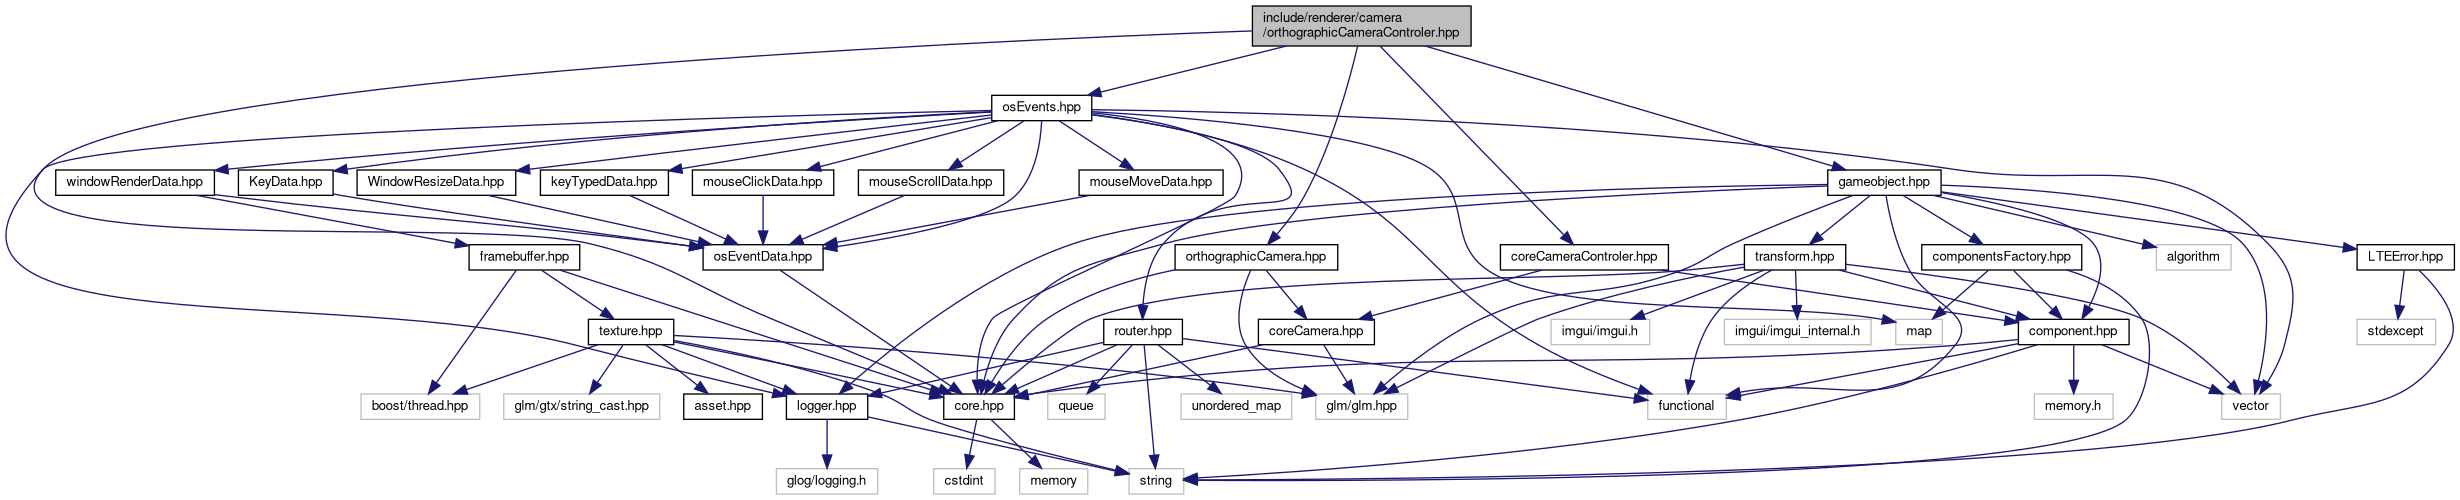 include/renderer/camera
/orthographicCameraControler.hpp
osEvents.hpp
windowRenderData.hpp
KeyData.hpp
WindowResizeData.hpp
keyTypedData.hpp
mouseClickData.hpp
mouseScrollData.hpp
mouseMoveData.hpp
gameobject.hpp
framebuffer.hpp
osEventData.hpp
orthographicCamera.hpp
coreCameraControler.hpp
transform.hpp
componentsFactory.hpp
algorithm
LTEError.hpp
texture.hpp
router.hpp
coreCamera.hpp
imgui/imgui.h
imgui/imgui_internal.h
map
component.hpp
stdexcept
boost/thread.hpp
glm/gtx/string_cast.hpp
asset.hpp
logger.hpp
core.hpp
queue
unordered_map
glm/glm.hpp
functional
memory.h
vector
glog/logging.h
cstdint
memory
string